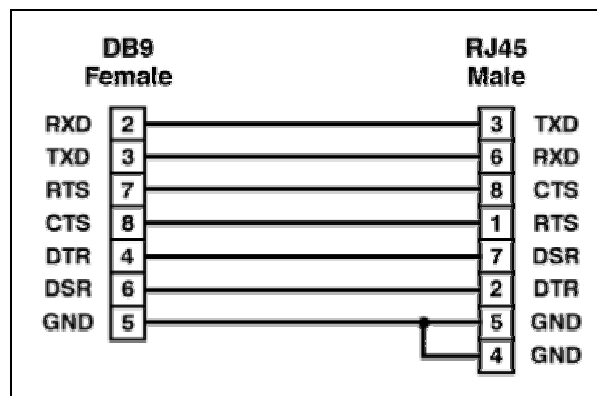 DB9 Female
RJ45 Male
RXD 2 3 TXD
TXD 3 6 RXD
RTS 7 8 CTS
CTS 8 1 RTS
DTR 4 7 DSR
DSR 6 2 DTR
GND 5 5 GND
4 GND